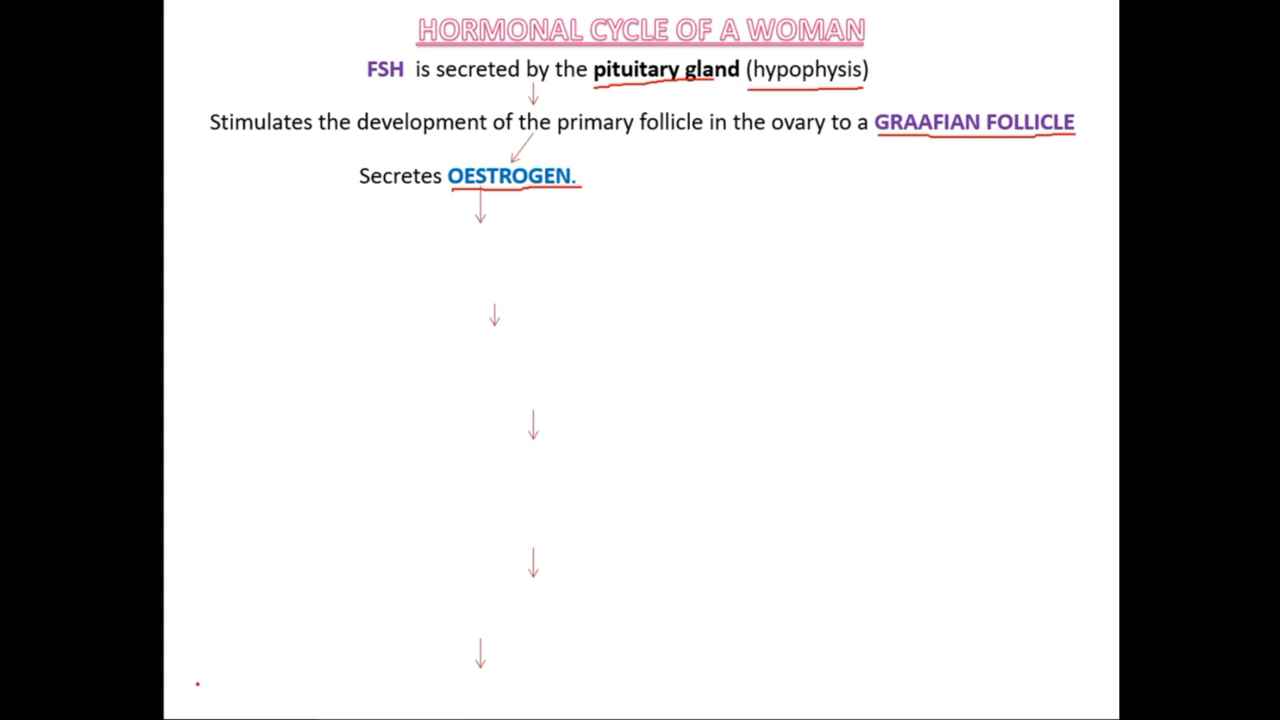 HORMONAL CYCLE OF A WOMAN
FSH is secreted by the pituitary gland (hypophysis)
Stimulates the development of the primary follicle in the ovary to a GRAAFIAN FOLLICLE
Secretes OESTROGEN.